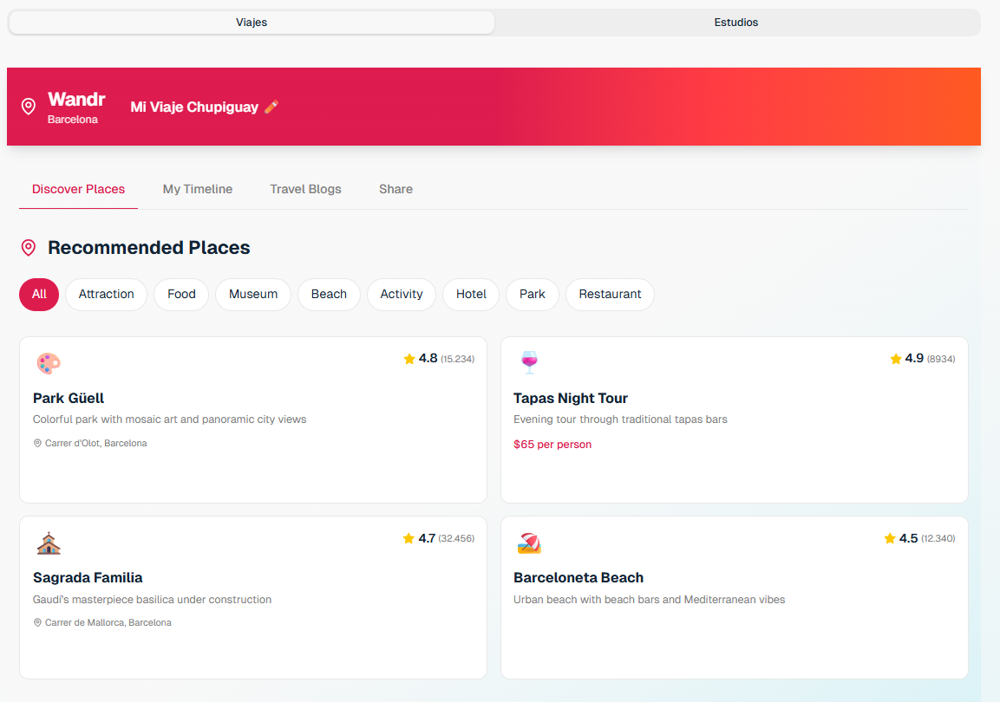 Viajes
Estudios
Wandr
Barcelona
Mi Viaje Chupiguay
Discover Places
My Timeline
Travel Blogs
Share
Recommended Places
All
Attraction
Food
Museum
Beach
Activity
Hotel
Park
Restaurant
4.8 (15.234)
Park Güell
Colorful park with mosaic art and panoramic city views
Carrer d'Olot, Barcelona
4.9 (8934)
Tapas Night Tour
Evening tour through traditional tapas bars
$65 per person
4.7 (32.456)
Sagrada Familia
Gaudí's masterpiece basilica under construction
Carrer de Mallorca, Barcelona
4.5 (12.340)
Barceloneta Beach
Urban beach with beach bars and Mediterranean vibes